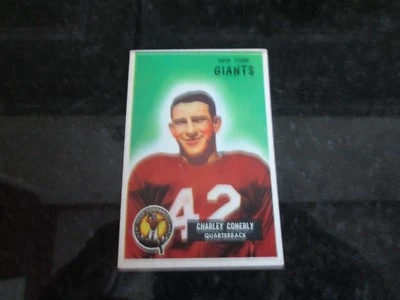 NEW YORK
GIANTS
42
CHARLEY CONERLY
QUARTERBACK